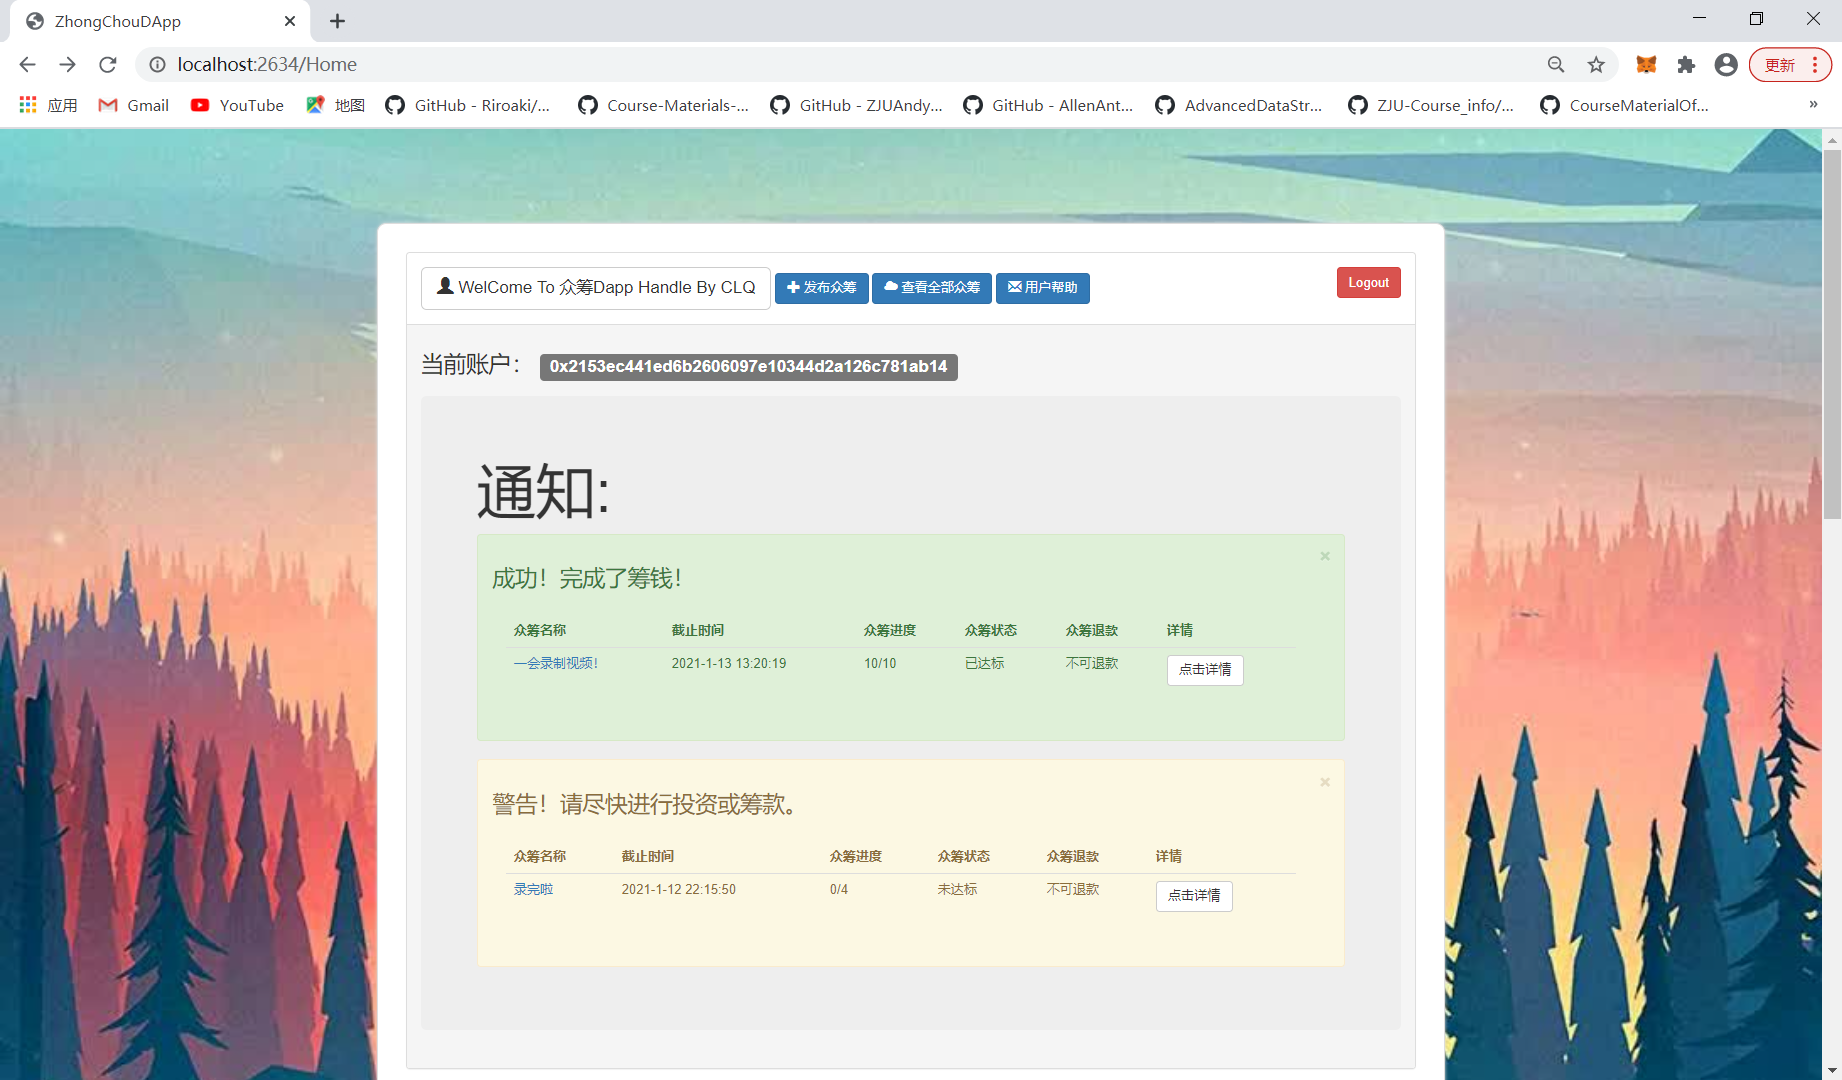 ZhongChouDApp
localhost:2634/Home
更新
应用
Gmail
YouTube
地图
GitHub - Riroaki/...
Course-Materials-...
GitHub - ZJUAndy...
GitHub - AllenAnt...
AdvancedDataStr...
ZJU-Course_info/...
CourseMaterialOf...
WelCome To 众筹Dapp Handle By CLQ
发布众筹
查看全部众筹
用户帮助
Logout
当前账户：
0x2153ec441ed6b2606097e10344d2a126c781ab14
通知:
成功！完成了筹钱！
众筹名称 截止时间 众筹进度 众筹状态 众筹退款 详情
一会录制视频！ 2021-1-13 13:20:19 10/10 已达标 不可退款 点击详情
警告！请尽快进行投资或筹款。
众筹名称 截止时间 众筹进度 众筹状态 众筹退款 详情
录完啦 2021-1-12 22:15:50 0/4 未达标 不可退款 点击详情